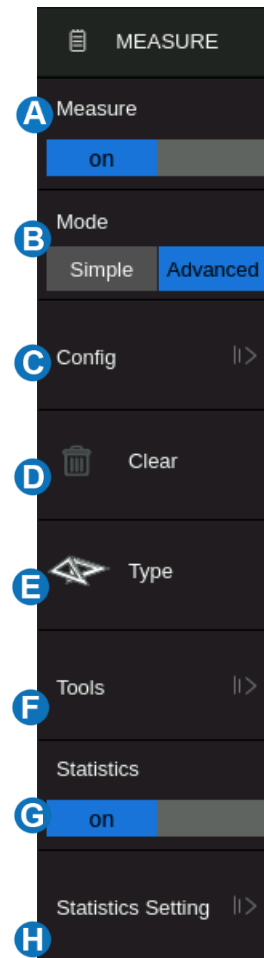 MEASURE
A
Measure
on
B
Mode
Simple Advanced
C
Config
D
Clear
E
Type
F
Tools
Statistics
G
on
H
Statistics Setting